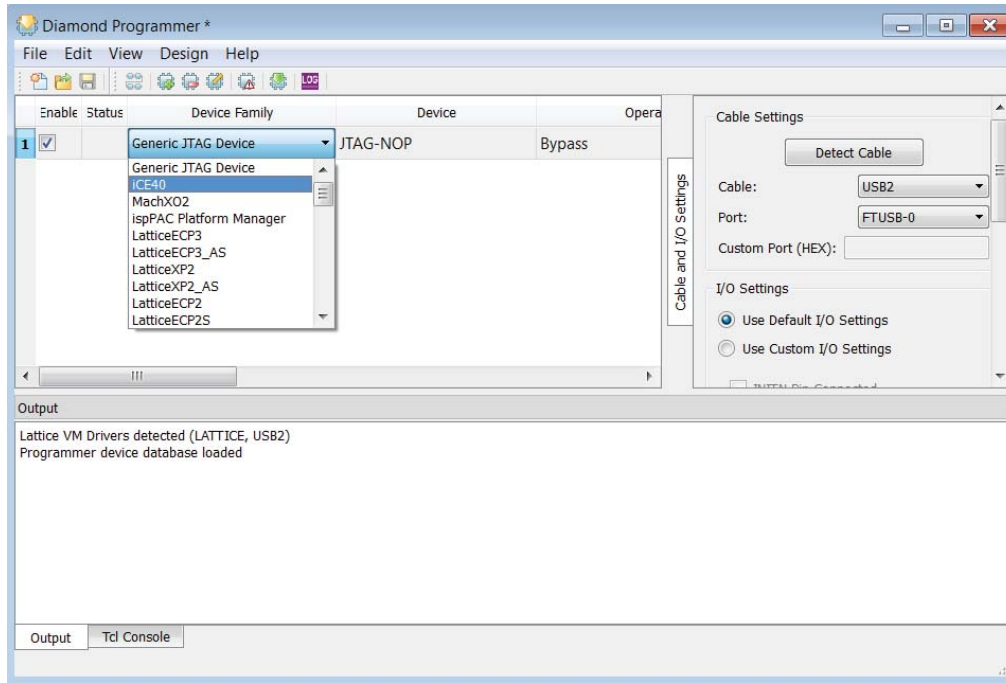 Diamond Programmer *
File Edit View Design Help
LOG
Enable Status Device Family Device Opera
1 Generic JTAG Device JTAG-NOP Bypass
Generic JTAG Device
iCE40
MachXO2
ispPAC Platform Manager
LatticeECP3
LatticeECP3_AS
LatticeXP2
LatticeXP2_AS
LatticeECP2
LatticeECP2S
Cable and I/O Settings
Cable Settings
Detect Cable
Cable: USB2
Port: FTUSB-0
Custom Port (HEX):
I/O Settings
Use Default I/O Settings
Use Custom I/O Settings
Output
Lattice VM Drivers detected (LATTICE, USB2)
Programmer device database loaded
Output Tcl Console